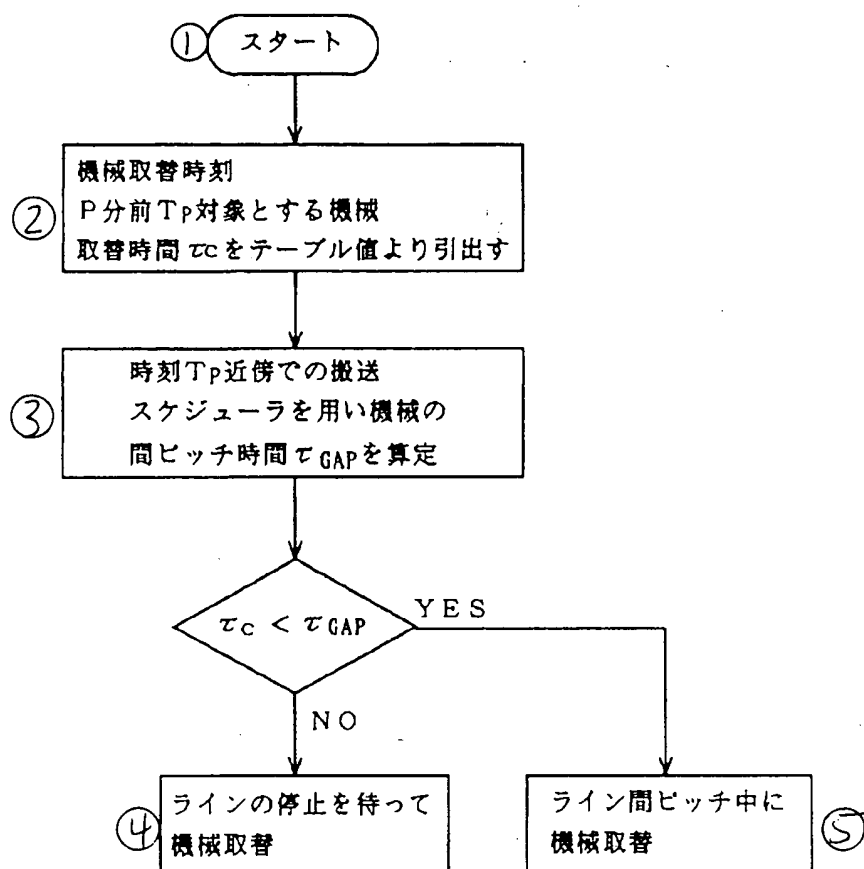 ① スタート
機械取替時刻
② P分前TP対象とする機械
取替時間τCをテーブル値より引出す
時刻TP近傍での搬送
③ スケジューラを用い機械の
間ピッチ時間τGAPを算定
τC < τGAP
YES
NO
④ ラインの停止を待って
機械取替
ライン間ピッチ中に ⑤
機械取替